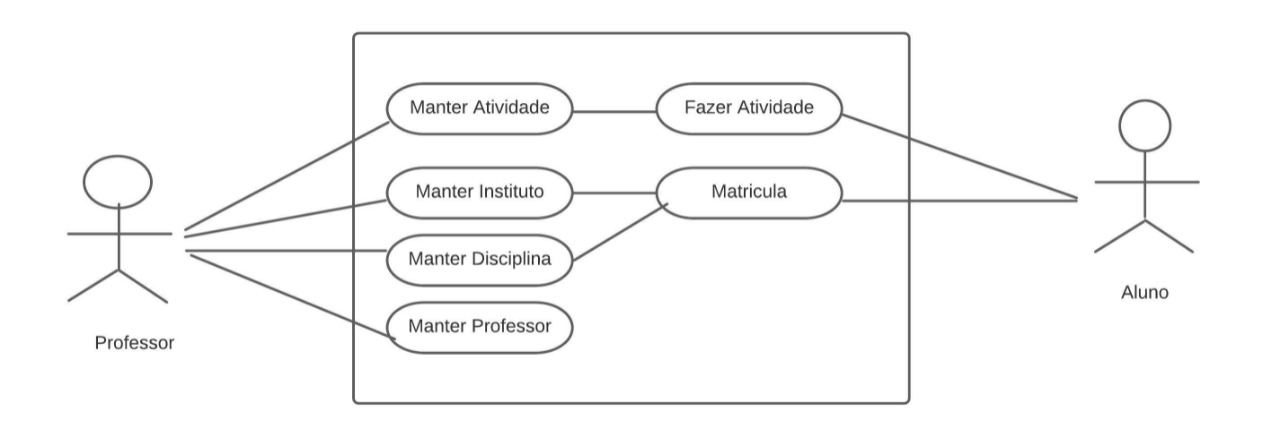 Manter Atividade
Fazer Atividade
Manter Instituto
Matricula
Manter Disciplina
Manter Professor
Professor
Aluno